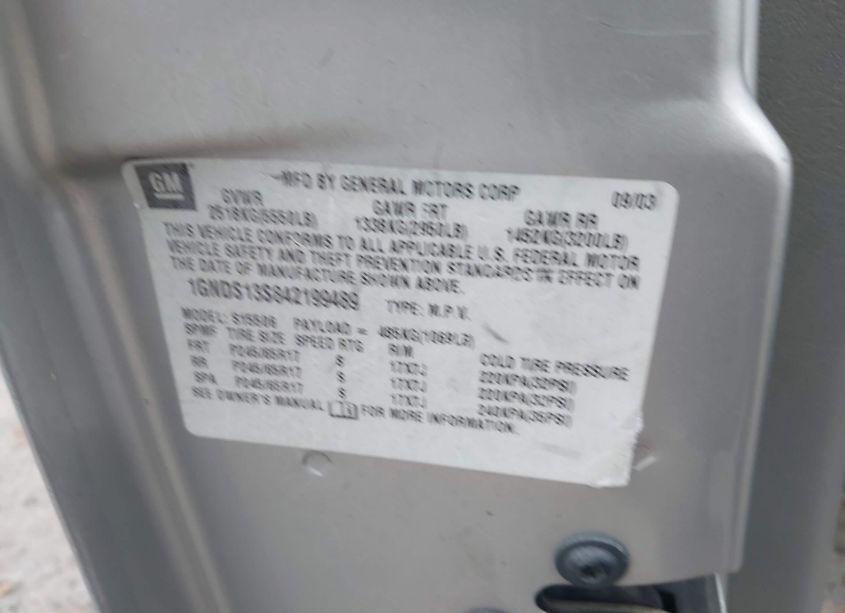 GM
MFD BY GENERAL MOTORS CORP 09/03
GVWR GAWR FRT GAWR RR
2518KG(5550LB) 1338KG(2950LB) 1452KG(3200LB)
THIS VEHICLE CONFORMS TO ALL APPLICABLE U.S. FEDERAL MOTOR
VEHICLE SAFETY AND THEFT PREVENTION STANDARDS IN EFFECT ON
THE DATE OF MANUFACTURE SHOWN ABOVE.
1GNDS13S842199489 TYPE: M.P.V.
MODEL: S15506 PAYLOAD = 485KG(1069LB)
TIRE SIZE SPEED RTG RIM COLD TIRE PRESSURE
FRT P245/65R17 S 17X7J 220KPA(32PSI)
RR P245/65R17 S 17X7J 220KPA(32PSI)
SPA P245/65R17 S 17X7J 240KPA(35PSI)
SEE OWNER'S MANUAL FOR MORE INFORMATION.